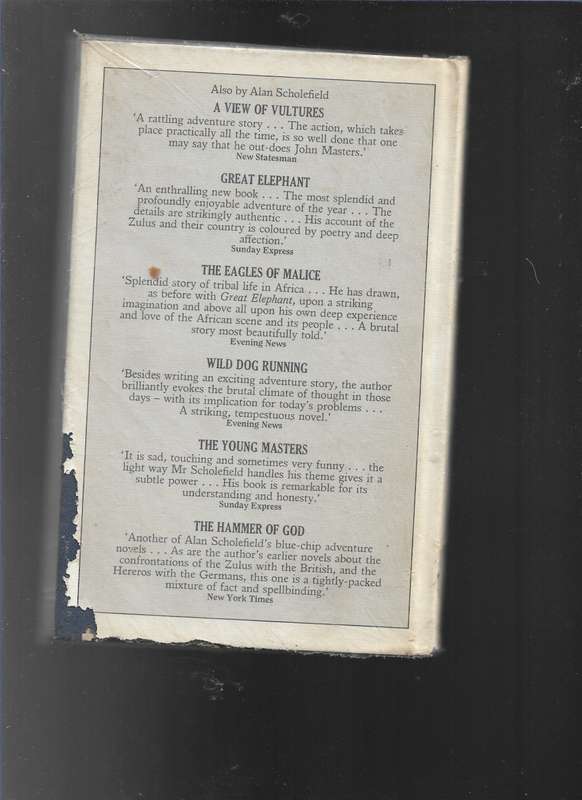 Also by Alan Scholefield
A VIEW OF VULTURES
'A rattling adventure story . . . The action, which takes
place practically all the time, is so well done that one
may say that he out-does John Masters.'
New Statesman
GREAT ELEPHANT
'An enthralling new book . . . The most splendid and
profoundly enjoyable adventure of the year . . . The
details are strikingly authentic . . . His account of the
Zulus and their country is coloured by poetry and deep
affection.'
Sunday Express
THE EAGLES OF MALICE
'Splendid story of tribal life in Africa . . . He has drawn,
as before with Great Elephant, upon a striking
imagination and above all upon his own deep experience
and love of the African scene and its people . . . A brutal
story most beautifully told.'
Evening News
WILD DOG RUNNING
'Besides writing an exciting adventure story, the author
brilliantly evokes the brutal climate of thought in those
days – with its implication for today's problems . . .
A striking, tempestuous novel.'
Evening News
THE YOUNG MASTERS
'It is sad, touching and sometimes very funny . . . the
light way Mr Scholefield handles his theme gives it a
subtle power . . . His book is remarkable for its
understanding and honesty.'
Sunday Express
THE HAMMER OF GOD
'Another of Alan Scholefield's blue-chip adventure
novels . . . As are the author's earlier novels about the
confrontations of the Zulus with the British, and the
Hereros with the Germans, this one is a tightly-packed
mixture of fact and spellbinding.'
New York Times